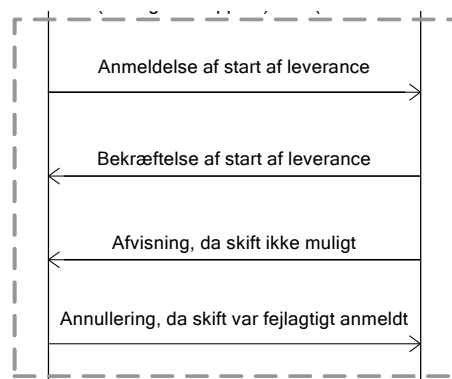 Anmeldelse af start af leverance
Bekræftelse af start af leverance
Afvisning, da skift ikke muligt
Annullering, da skift var fejlagtigt anmeldt